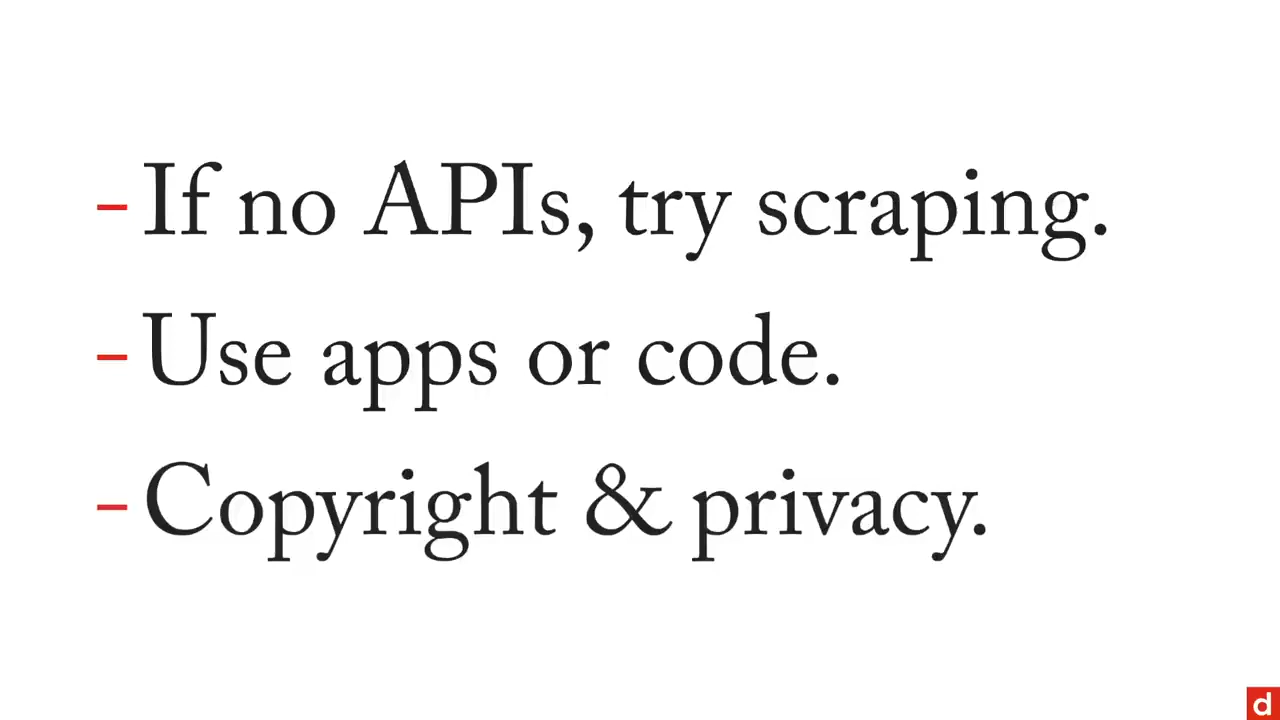 - If no APIs, try scraping.
- Use apps or code.
- Copyright & privacy.
d